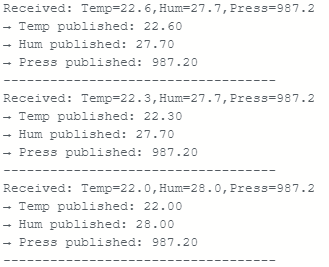 Received: Temp=22.6,Hum=27.7,Press=987.2
→ Temp published: 22.60
→ Hum published: 27.70
→ Press published: 987.20
-----------------------------------
Received: Temp=22.3,Hum=27.7,Press=987.2
→ Temp published: 22.30
→ Hum published: 27.70
→ Press published: 987.20
-----------------------------------
Received: Temp=22.0,Hum=28.0,Press=987.2
→ Temp published: 22.00
→ Hum published: 28.00
→ Press published: 987.20
-----------------------------------